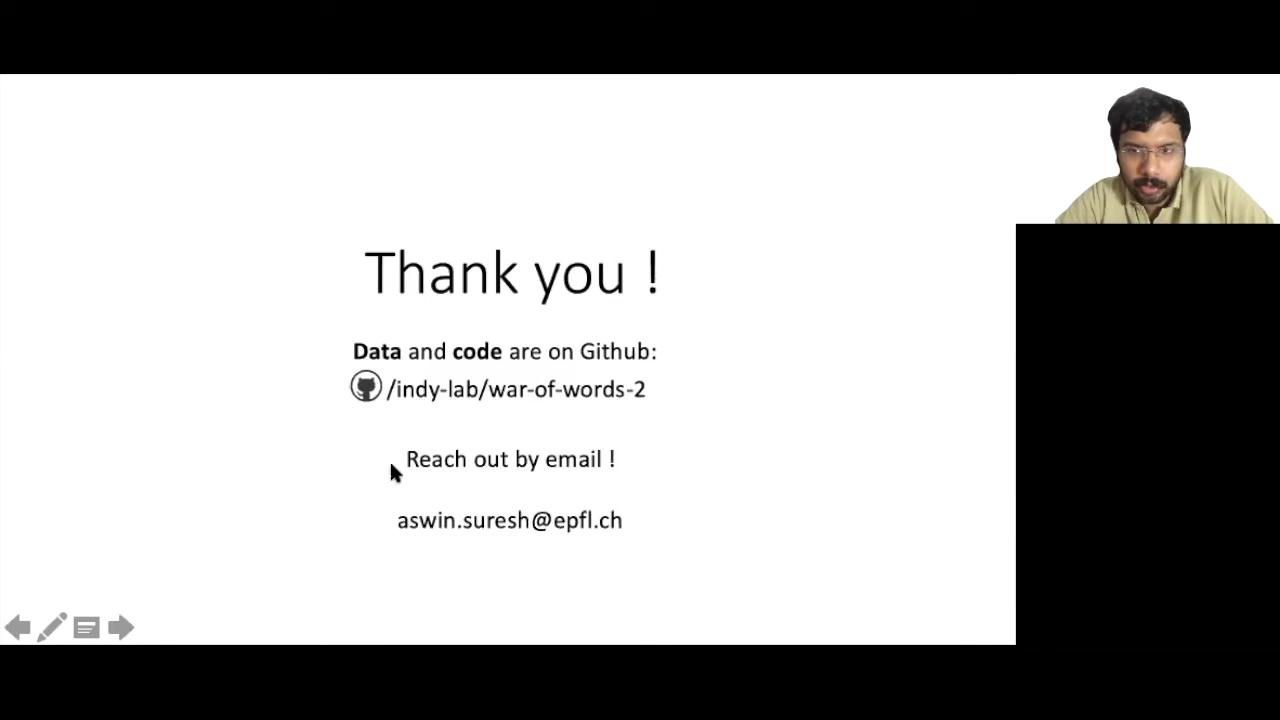 Thank you !
Data and code are on Github:
/indy-lab/war-of-words-2
Reach out by email !
aswin.suresh@epfl.ch